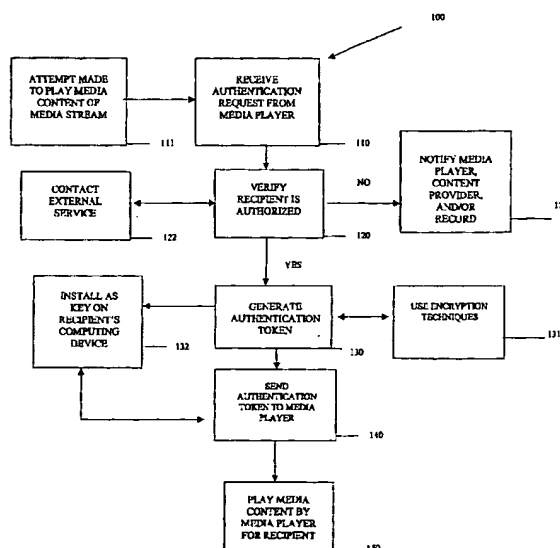 100
ATTEMPT MADE
TO PLAY MEDIA
CONTENT OF
MEDIA STREAM
111
RECEIVE
AUTHENTICATION
REQUEST FROM
MEDIA PLAYER
110
CONTACT
EXTERNAL
SERVICE
122
VERIFY
RECIPIENT IS
AUTHORIZED
120
NO
NOTIFY MEDIA
PLAYER,
CONTENT
PROVIDER,
AND/OR
RECORD
YES
INSTALL AS
KEY ON
RECIPIENT'S
COMPUTING
DEVICE
132
GENERATE
AUTHENTICATION
TOKEN
130
USE ENCRYPTION
TECHNIQUES
131
SEND
AUTHENTICATION
TOKEN TO MEDIA
PLAYER
140
PLAY MEDIA
CONTENT BY
MEDIA PLAYER
FOR RECIPIENT